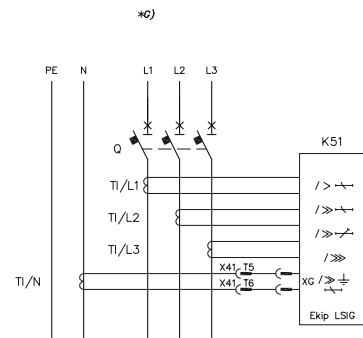 *G)
PE N L1 L2 L3
Q
K51
TI/L1
/>
TI/L2
/≫
TI/L3
/≫
/⋙
TI/N
X41 T5
X41 T6
XG /≫
Ekip LSIG